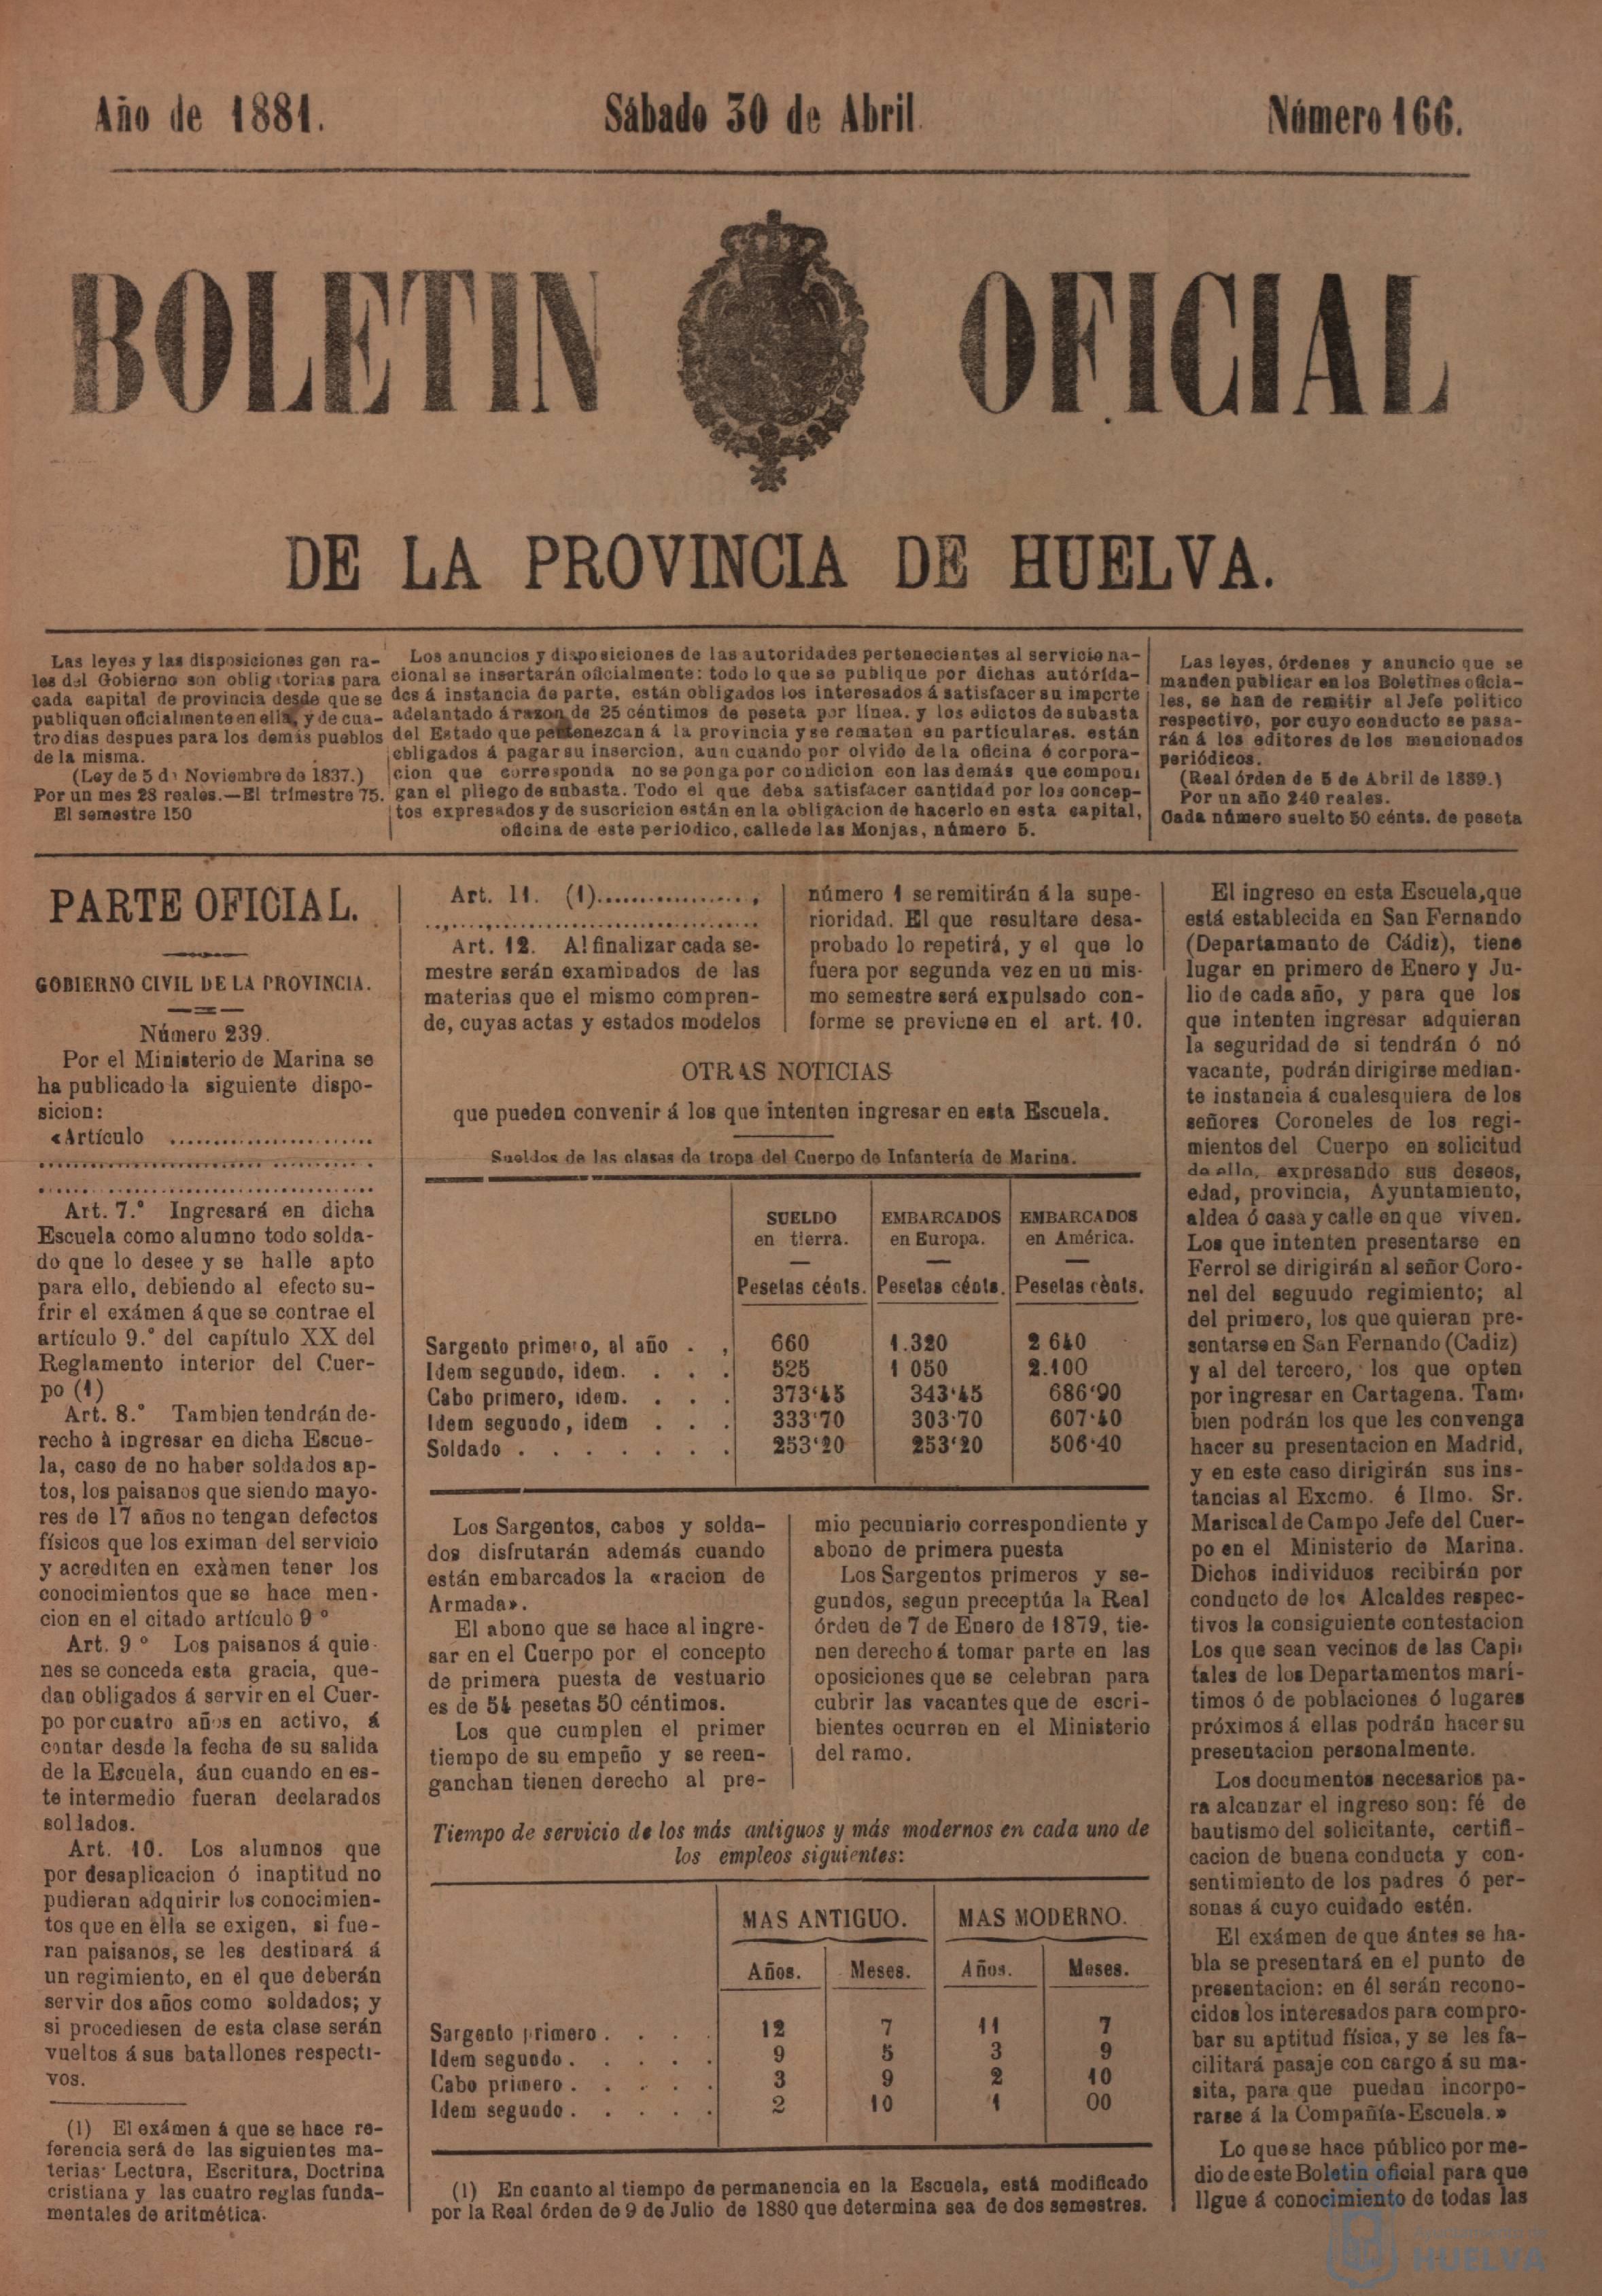 Año de 1881.
Sábado 30 de Abril.
Número 166.
BOLETIN OFICIAL
DE LA PROVINCIA DE HUELVA.
Las leyes y las disposiciones gen ra-
les del Gobierno son oblig torias para
cada capital de provincia desde que se
publiquen oficialmente en ella, y de cua-
tro dias despues para los demás pueblos
de la misma.
(Ley de 5 d Noviembre de 1837.)
Por un mes 28 reales.—El trímestre 75.
El semestre 150
Los anuncios y disposiciones de las autoridades pertenecientes al servicio na-
cional se insertarán oficialmente: todo lo que se publique por dichas autórída-
des á instancia de parte, están obligados los interesados á satisfacer su importe
adelantado á razon de 25 céntimos de peseta por línea. y los edictos de subasta
del Estado que pertenezcan á la provincia y se rematen en particulares. están
obligados á pagar su insercion, aun cuando por olvido de la oficina ó corpora-
cion que corresponda no se ponga por condicion con las demás que compon
gan el pliego de subasta. Todo el que deba satisfacer cantidad por los concep-
tos expresados y de suscricion están en la obligacion de hacerlo en esta capital,
oficina de este periodico, callede las Monjas, número 5.
Las leyes, órdenes y anuncio que se
manden publicar en los Boletines oficia-
les, se han de remitir al Jefe politico
respectivo, por cuyo conducto se pasa-
rán á los editores de los mencionados
periódicos.
(Real órden de 5 de Abril de 1839.)
Por un año 240 reales.
Cada número suelto 50 cénts. de peseta
PARTE OFICIAL.
GOBIERNO CIVIL DE LA PROVINCIA.
Número 239.
Por el Ministerio de Marina se
ha publicado la siguiente dispo-
sicion:
«Artículo ......................
..................................
..................................
Art. 7.° Ingresará en dicha
Escuela como alumno todo solda-
do que lo desee y se halle apto
para ello, debiendo al efecto su-
frir el exámen á que se contrae el
artículo 9.° del capítulo XX del
Reglamento interior del Cuer-
po (1)
Art. 8.° Tambien tendrán de-
recho à ingresar en dicha Escue-
la, caso de no haber soldados ap-
tos, los paisanos que siendo mayo-
res de 17 años no tengan defectos
físicos que los eximan del servicio
y acrediten en exàmen tener los
conocimientos que se hace men-
cion en el citado artículo 9°
Art. 9° Los paisanos á quie-
nes se conceda esta gracia, que-
dan obligados á servir en el Cuer-
po por cuatro años en activo, á
contar desde la fecha de su salida
de la Escuela, áun cuando en es-
te intermedio fueran declarados
soldados.
Art. 10. Los alumnos que
por desaplicacion ó inaptitud no
pudieran adquirir los conocimien-
tos que en ella se exigen, si fue-
ran paisanos, se les destinará á
un regimiento, en el que deberán
servir dos años como soldados; y
si procediesen de esta clase serán
vueltos á sus batallones respecti-
vos.
(1) El exámen á que se hace re-
ferencia será de las siguientes ma-
terias: Lectura, Escritura, Doctrina
cristiana y las cuatro reglas funda-
mentales de aritmética.
Art. 11. (1)..................,
..................................
Art. 12. Al finalizar cada se-
mestre serán examinados de las
materias que el mismo compren-
de, cuyas actas y estados modelos
número 1 se remitirán á la supe-
rioridad. El que resultare desa-
probado lo repetirá, y el que lo
fuera por segunda vez en un mis-
mo semestre será expulsado con-
forme se previene en el art. 10.
OTRAS NOTICIAS
que pueden convenir á los que intenten ingresar en esta Escuela.
Sueldos de las clases de tropa del Cuerpo de Infantería de Marina.
SUELDO en tierra. EMBARCADOS en Europa. EMBARCADOS en América.
Pesetas cénts. Pesetas cénts. Pesetas cènts.
Sargento primero, al año . , 660 1.320 2 640
Idem segundo, idem. . . . 525 1 050 2.100
Cabo primero, idem. . . . 373'45 343'45 686'90
Idem segundo, idem . . . 333'70 303·70 607·40
Soldado . . . . . . . 253'20 253'20 506·40
Los Sargentos, cabos y solda-
dos disfrutarán además cuando
están embarcados la «racion de
Armada».
El abono que se hace al ingre-
sar en el Cuerpo por el concepto
de primera puesta de vestuario
es de 54 pesetas 50 céntimos.
Los que cumplen el primer
tiempo de su empeño y se reen-
ganchan tienen derecho al pre-
mio pecuniario correspondiente y
abono de primera puesta
Los Sargentos primeros y se-
gundos, segun preceptúa la Real
órden de 7 de Enero de 1879, tie-
nen derecho á tomar parte en las
oposiciones que se celebran para
cubrir las vacantes que de escri-
bientes ocurren en el Ministerio
del ramo.
Tiempo de servicio de los más antiguos y más modernos en cada uno de
los empleos siguientes:
MAS ANTIGUO. MAS MODERNO.
Años. Meses. Años. Meses.
Sargento primero . . . . 12 7 11 7
Idem segundo . . . . . 9 5 3 9
Cabo primero . . . . . 3 9 2 10
Idem segundo . . . . . 2 10 1 00
(1) En cuanto al tiempo de permanencia en la Escuela, está modificado
por la Real órden de 9 de Julio de 1880 que determina sea de dos semestres.
El ingreso en esta Escuela, que
está establecida en San Fernando
(Departamanto de Cádiz), tiene
lugar en primero de Enero y Ju-
lio de cada año, y para que los
que intenten ingresar adquieran
la seguridad de si tendrán ó nó
vacante, podrán dirigirse median-
te instancia á cualesquiera de los
señores Coroneles de los regi-
mientos del Cuerpo en solicitud
de ello, expresando sus deseos,
edad, provincia, Ayuntamiento,
aldea ó casa y calle en que viven.
Los que intenten presentarse en
Ferrol se dirigirán al señor Coro-
nel del seguudo regimiento; al
del primero, los que quieran pre-
sentarse en San Fernando (Cadiz)
y al del tercero, los que opten
por ingresar en Cartagena. Tam
bien podrán los que les convenga
hacer su presentacion en Madrid,
y en este caso dirigirán sus ins-
tancias al Excmo. é Ilmo. Sr.
Mariscal de Campo Jefe del Cuer-
po en el Ministerio de Marina.
Dichos individuos recibirán por
conducto de los Alcaldes respec-
tivos la consiguiente contestacion
Los que sean vecinos de las Capi
tales de los Departamentos marí-
timos ó de poblaciones ó lugares
próximos á ellas podrán hacer su
presentacion personalmente.
Los documentos necesarios pa-
ra alcanzar el ingreso son: fé de
bautismo del solicitante, certifi-
cacion de buena conducta y con-
sentimiento de los padres ó per-
sonas á cuyo cuidado estén.
El exámen de que ántes se ha-
bla se presentará en el punto de
presentacion: en él serán recono-
cidos los interesados para compro-
bar su aptitud física, y se les fa-
cilitará pasaje con cargo á su ma-
sita, para que puedan incorpo-
rarse á la Compañía-Escuela.»
Lo que se hace público por me-
dio de este Boletin oficial para que
llgue á conocimiento de todas las
Ayuntamiento de
HUELVA